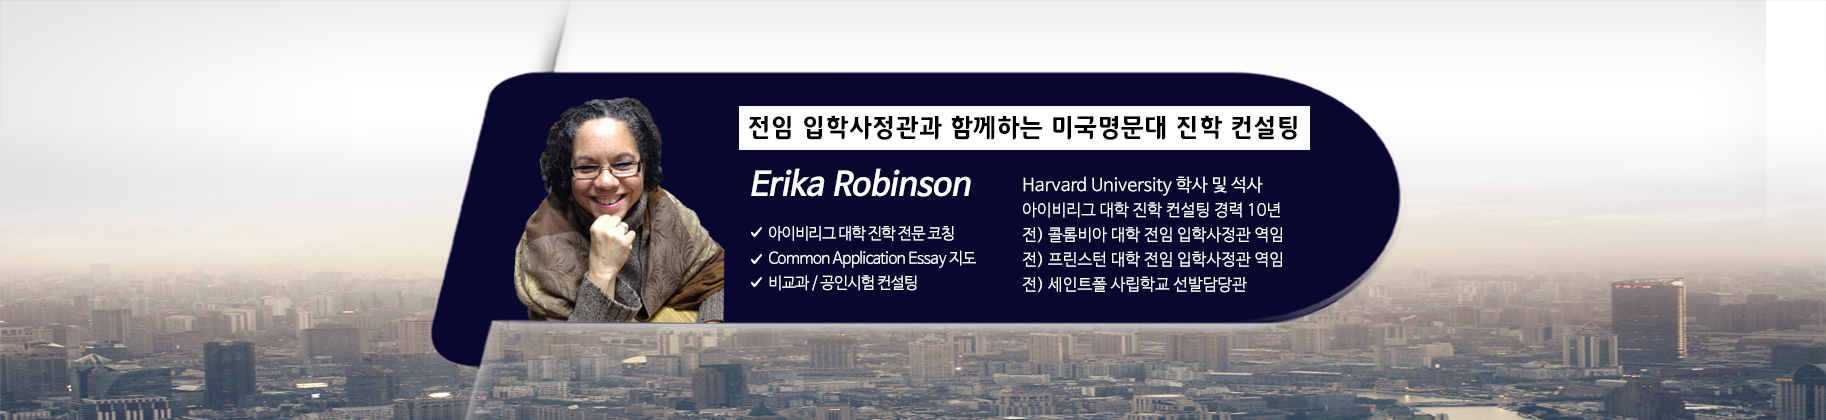 전임 입학사정관과 함께하는 미국명문대 진학 컨설팅
Erika Robinson
아이비리그 대학 진학 전문 코칭
Common Application Essay 지도
비교과 / 공인시험 컨설팅
Harvard University 학사 및 석사
아이비리그 대학 진학 컨설팅 경력 10년
전) 콜롬비아 대학 전임 입학사정관 역임
전) 프린스턴 대학 전임 입학사정관 역임
전) 세인트폴 사립학교 선발담당관